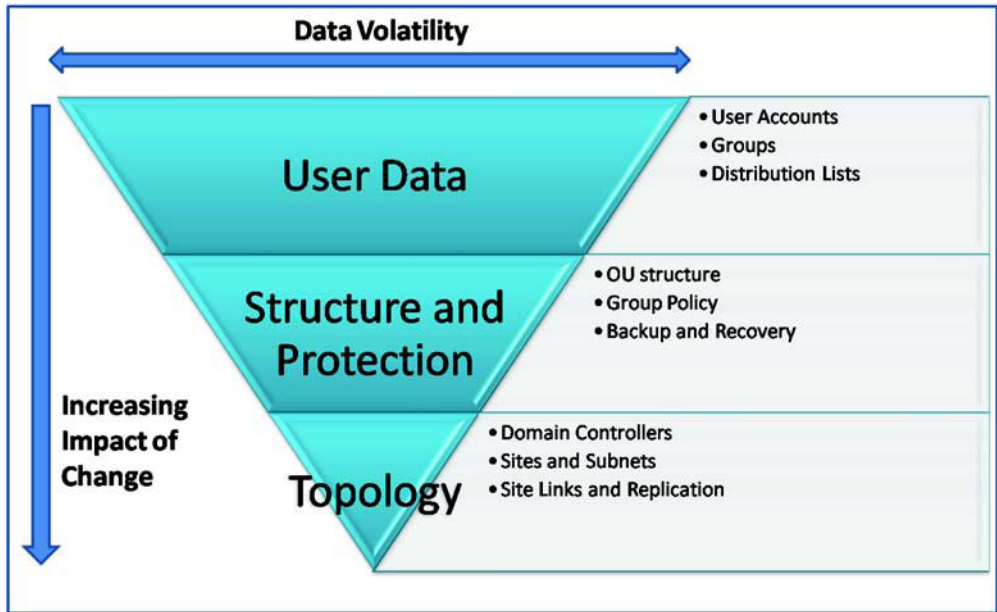 Data Volatility
User Data
• User Accounts
• Groups
• Distribution Lists
Structure and
Protection
• OU structure
• Group Policy
• Backup and Recovery
Increasing
Impact of
Change
Topology
• Domain Controllers
• Sites and Subnets
• Site Links and Replication